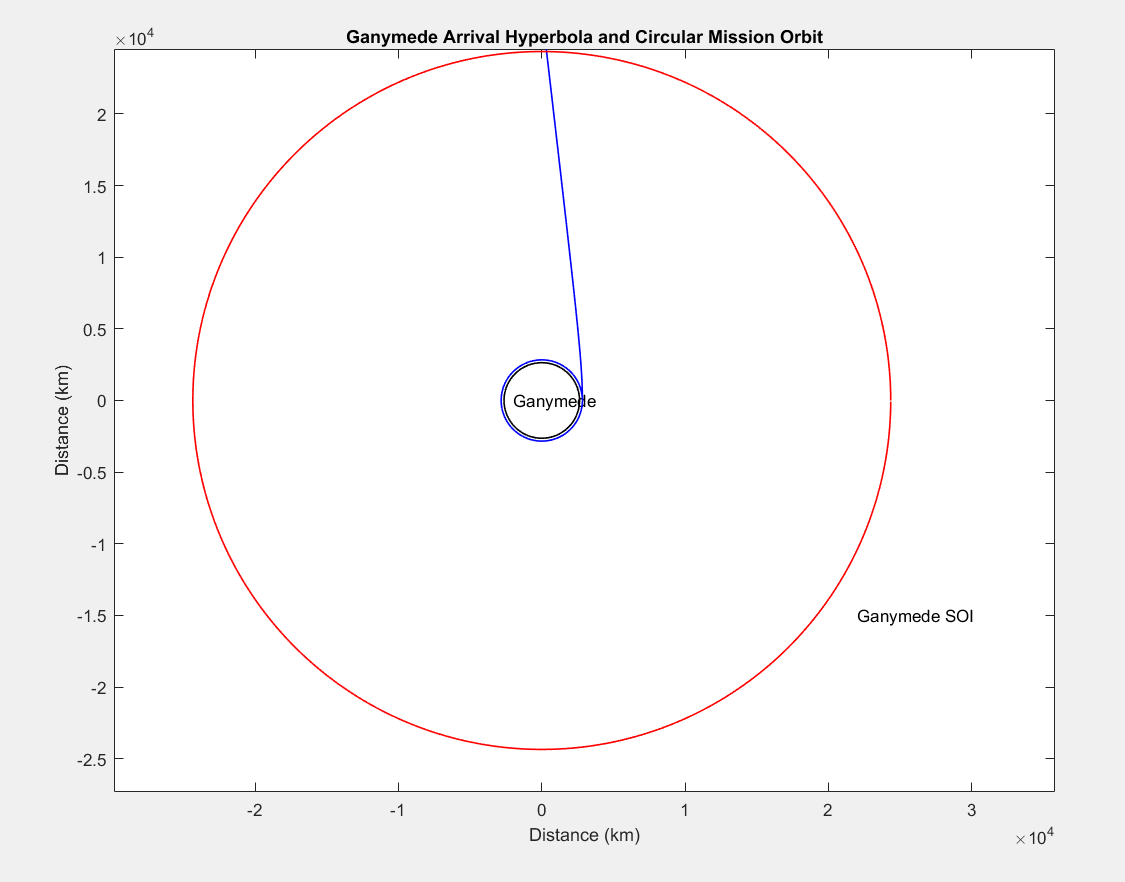 Ganymede Arrival Hyperbola and Circular Mission Orbit
×10⁴
2
1.5
1
0.5
0
-0.5
-1
-1.5
-2
-2.5
Distance (km)
Ganymede
Ganymede SOI
-2 -1 0 1 2 3
Distance (km)
×10⁴